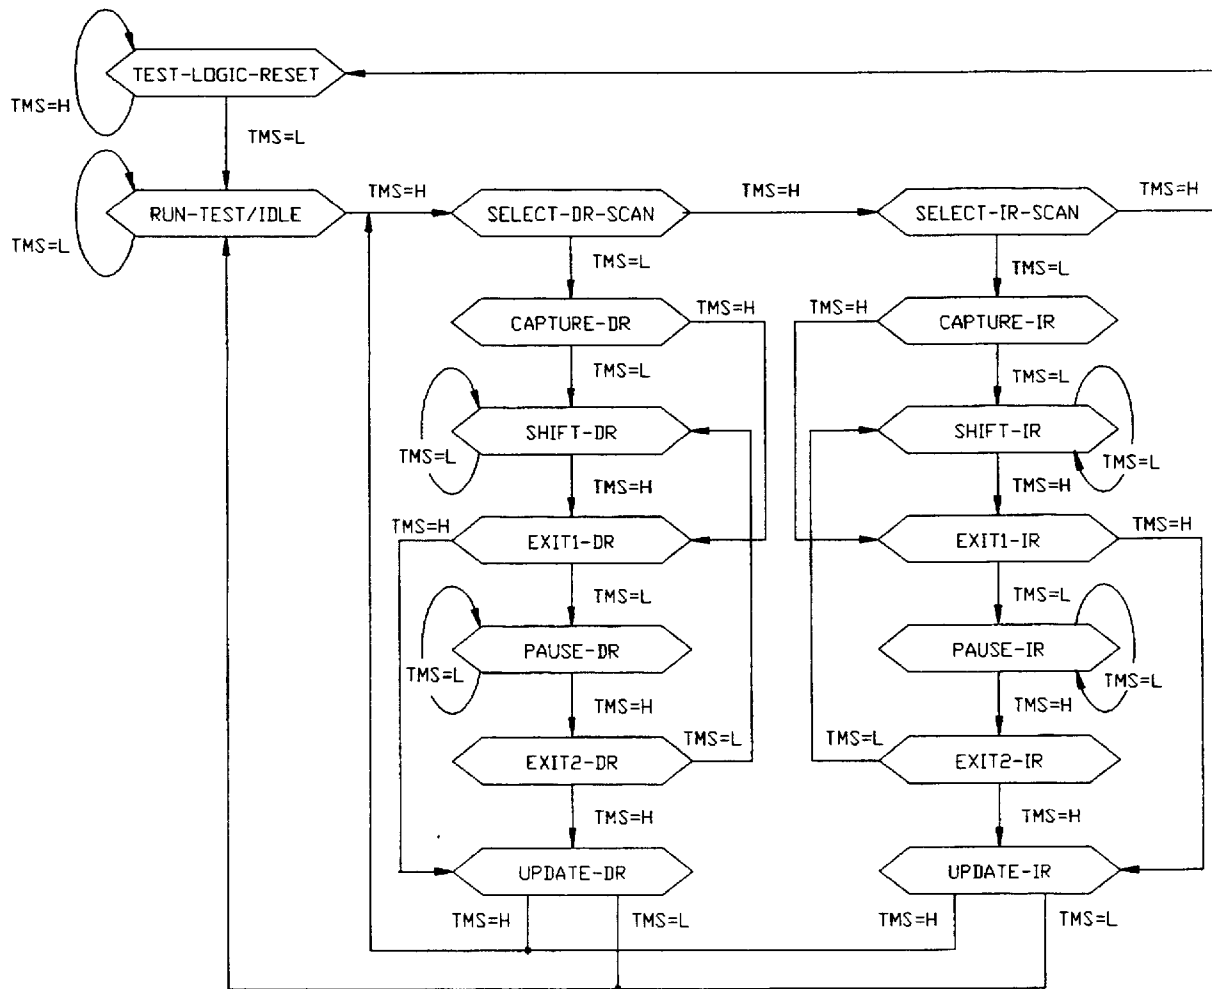 TEST-LOGIC-RESET
TMS=H
TMS=L
TMS=H
TMS=H
TMS=H
RUN-TEST/IDLE
SELECT-DR-SCAN
SELECT-IR-SCAN
TMS=L
TMS=L
TMS=L
TMS=H
TMS=H
CAPTURE-DR
CAPTURE-IR
TMS=L
TMS=L
SHIFT-DR
SHIFT-IR
TMS=L
TMS=L
TMS=H
TMS=H
TMS=H
TMS=H
EXIT1-DR
EXIT1-IR
TMS=L
TMS=L
PAUSE-DR
PAUSE-IR
TMS=L
TMS=L
TMS=H
TMS=H
TMS=L
TMS=L
EXIT2-DR
EXIT2-IR
TMS=H
TMS=H
UPDATE-DR
UPDATE-IR
TMS=H
TMS=L
TMS=H
TMS=L